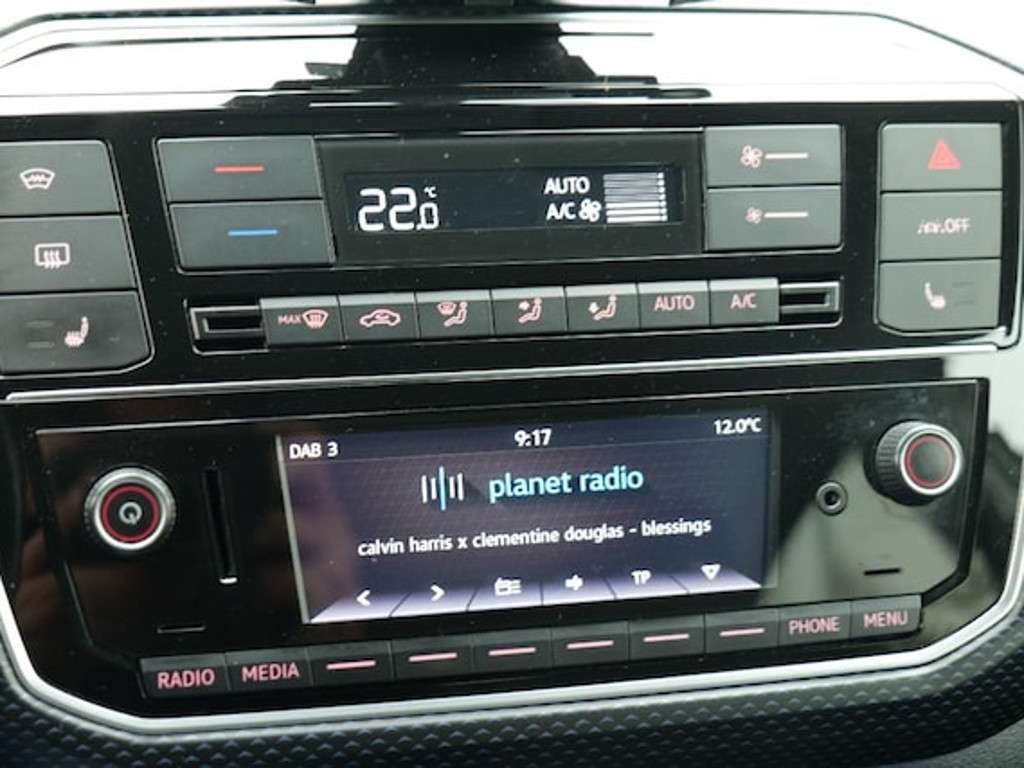 22.0 °C
AUTO
A/C
OFF
MAX
AUTO
A/C
DAB 3
9:17
12.0°C
planet radio
calvin harris x clementine douglas - blessings
< > TP
RADIO
MEDIA
PHONE
MENU